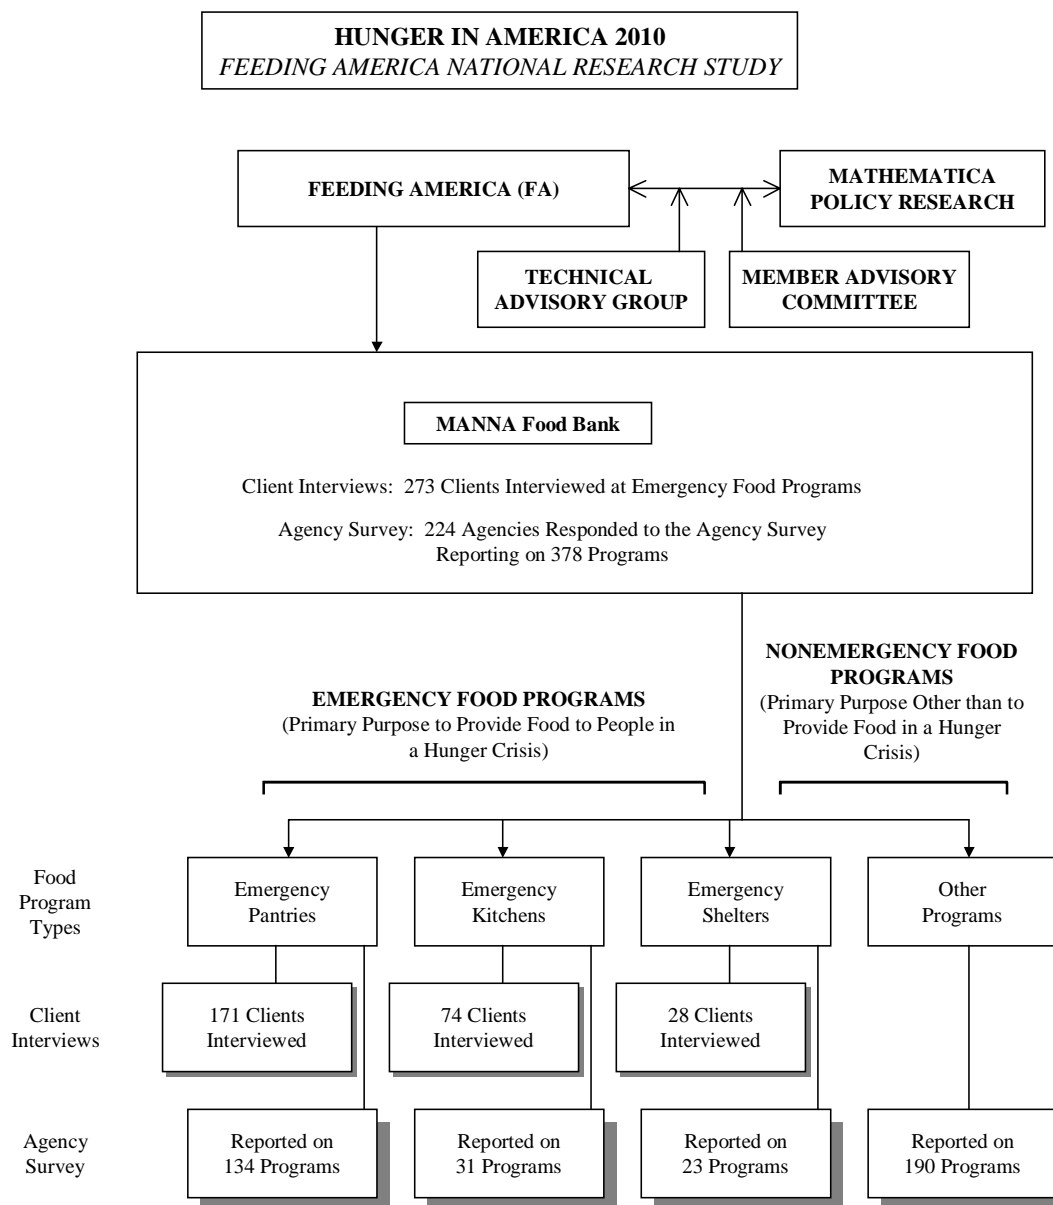 HUNGER IN AMERICA 2010
FEEDING AMERICA NATIONAL RESEARCH STUDY
FEEDING AMERICA (FA)
MATHEMATICA
POLICY RESEARCH
TECHNICAL
ADVISORY GROUP
MEMBER ADVISORY
COMMITTEE
MANNA Food Bank
Client Interviews: 273 Clients Interviewed at Emergency Food Programs
Agency Survey: 224 Agencies Responded to the Agency Survey
Reporting on 378 Programs
EMERGENCY FOOD PROGRAMS
(Primary Purpose to Provide Food to People in
a Hunger Crisis)
NONEMERGENCY FOOD
PROGRAMS
(Primary Purpose Other than to
Provide Food in a Hunger
Crisis)
Food
Program
Types
Emergency
Pantries
Emergency
Kitchens
Emergency
Shelters
Other
Programs
Client
Interviews
171 Clients
Interviewed
74 Clients
Interviewed
28 Clients
Interviewed
Agency
Survey
Reported on
134 Programs
Reported on
31 Programs
Reported on
23 Programs
Reported on
190 Programs